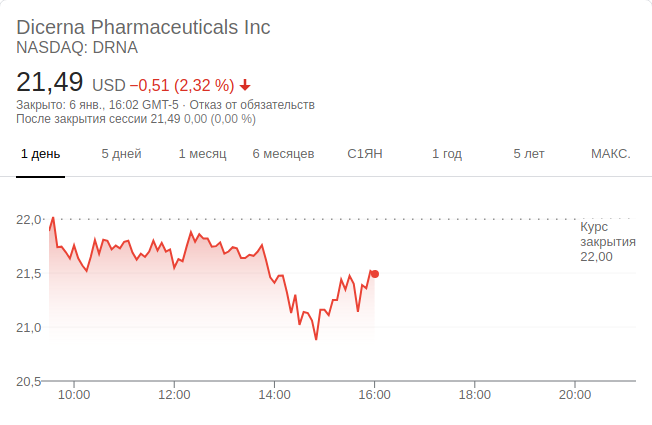 Dicerna Pharmaceuticals Inc
NASDAQ: DRNA
21,49 USD −0,51 (2,32 %)
Закрыто: 6 янв., 16:02 GMT-5 · Отказ от обязательств
После закрытия сессии 21,49 0,00 (0,00 %)
1 день 5 дней 1 месяц 6 месяцев С1ЯН 1 год 5 лет МАКС.
22,0
Курс
закрытия
22,00
21,5
21,0
20,5
10:00 12:00 14:00 16:00 18:00 20:00